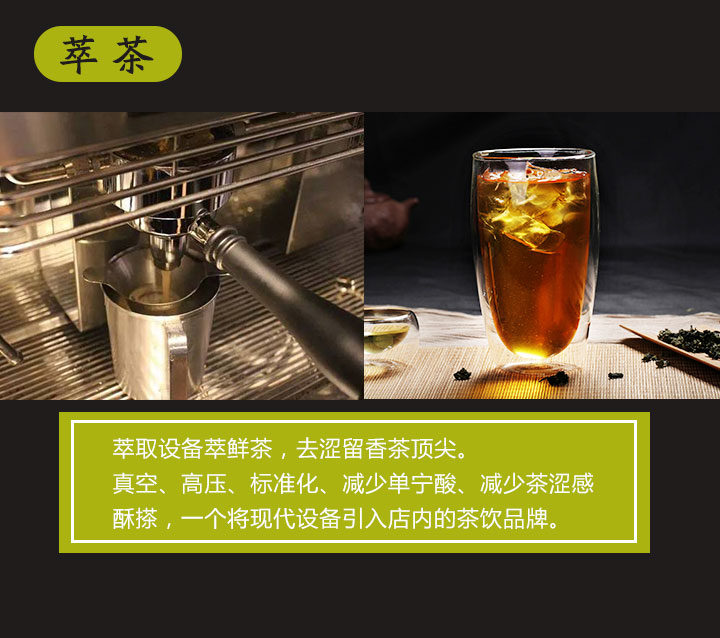 萃茶
萃取设备萃鲜茶，去涩留香茶顶尖。
真空、高压、标准化、减少单宁酸、减少茶涩感
酥搽，一个将现代设备引入店内的茶饮品牌。